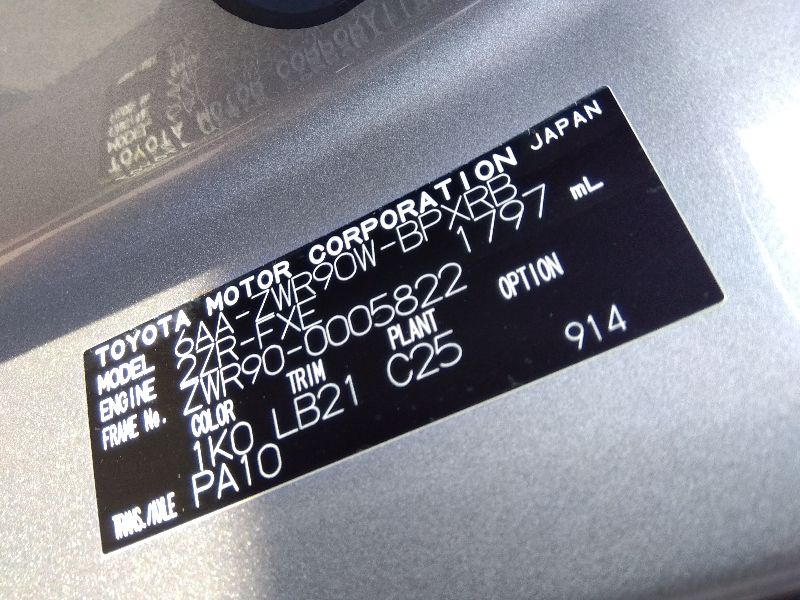 TOYOTA MOTOR CORPORATION JAPAN
MODEL 6AA-ZWR90W-BPXRB
ENGINE 2ZR-FXE 1797 mL
FRAME No. ZWR90-0005822
COLOR TRIM PLANT OPTION
1K0 LB21 C25 914
TRANS./AXLE PA10